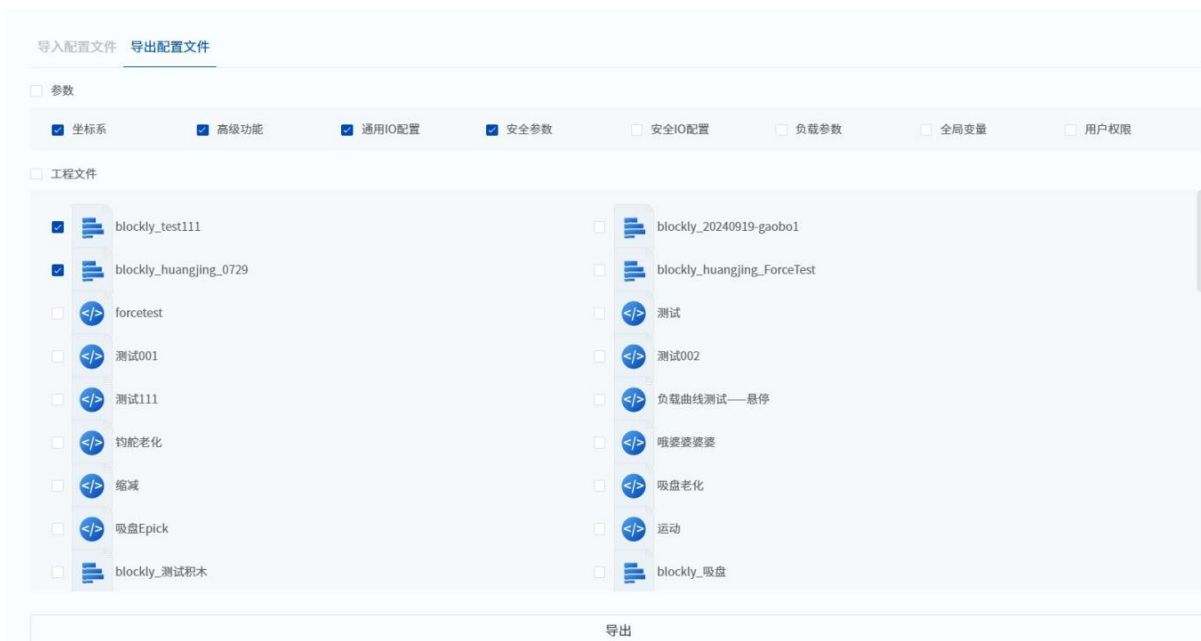 导入配置文件 导出配置文件
参数
坐标系 高级功能 通用IO配置 安全参数 安全IO配置 负载参数 全局变量 用户权限
工程文件
blockly_test111 blockly_20240919-gaobo1
blockly_huangjing_0729 blockly_huangjing_ForceTest
forcetest 测试
测试001 测试002
测试111 负载曲线测试——悬停
钧舵老化 哦婆婆婆婆
缩减 吸盘老化
吸盘Epick 运动
blockly_测试积木 blockly_吸盘
导出